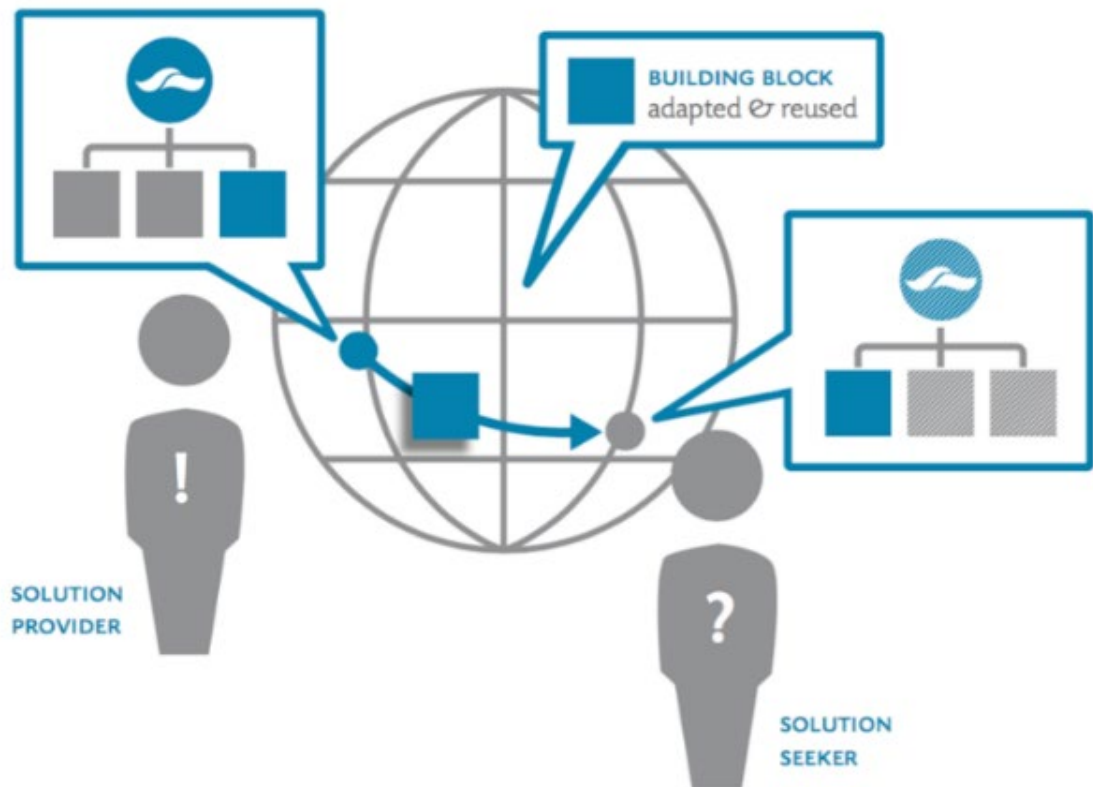 BUILDING BLOCK
adapted & reused
!
SOLUTION
PROVIDER
?
SOLUTION
SEEKER